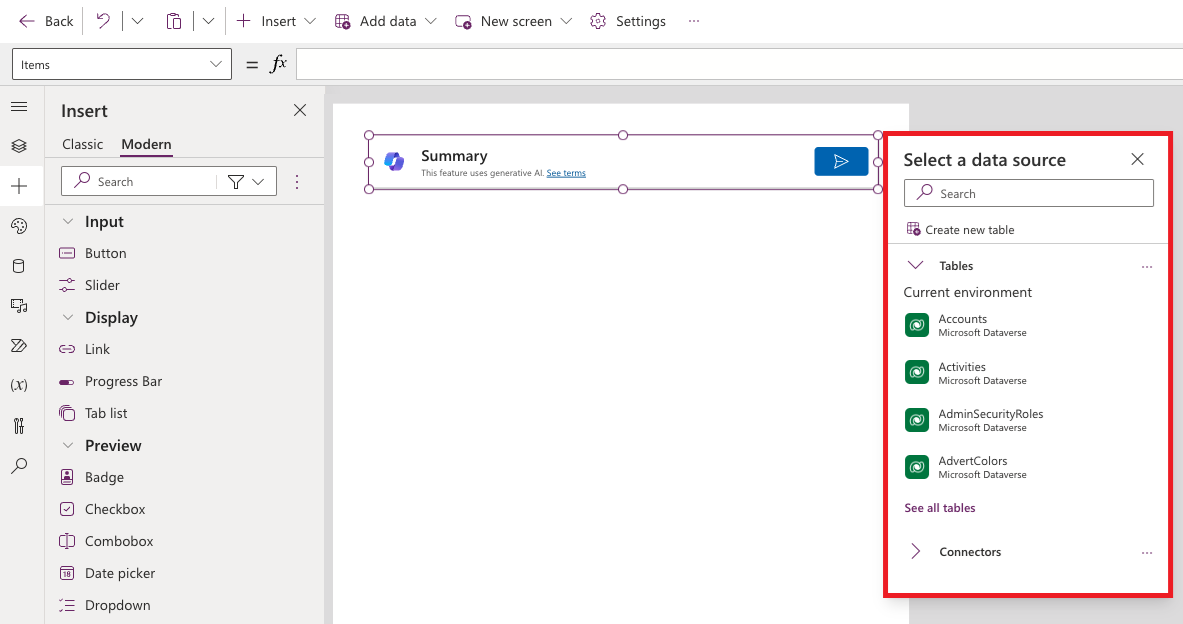 Back
Insert
Add data
New screen
Settings
...
Items
= fx
Insert
Classic Modern
Search
Input
Button
Slider
Display
Link
Progress Bar
Tab list
Preview
Badge
Checkbox
Combobox
Date picker
Dropdown
(x)
Summary
This feature uses generative AI. See terms
Select a data source
Search
Create new table
Tables
...
Current environment
Accounts
Microsoft Dataverse
Activities
Microsoft Dataverse
AdminSecurityRoles
Microsoft Dataverse
AdvertColors
Microsoft Dataverse
See all tables
Connectors
...